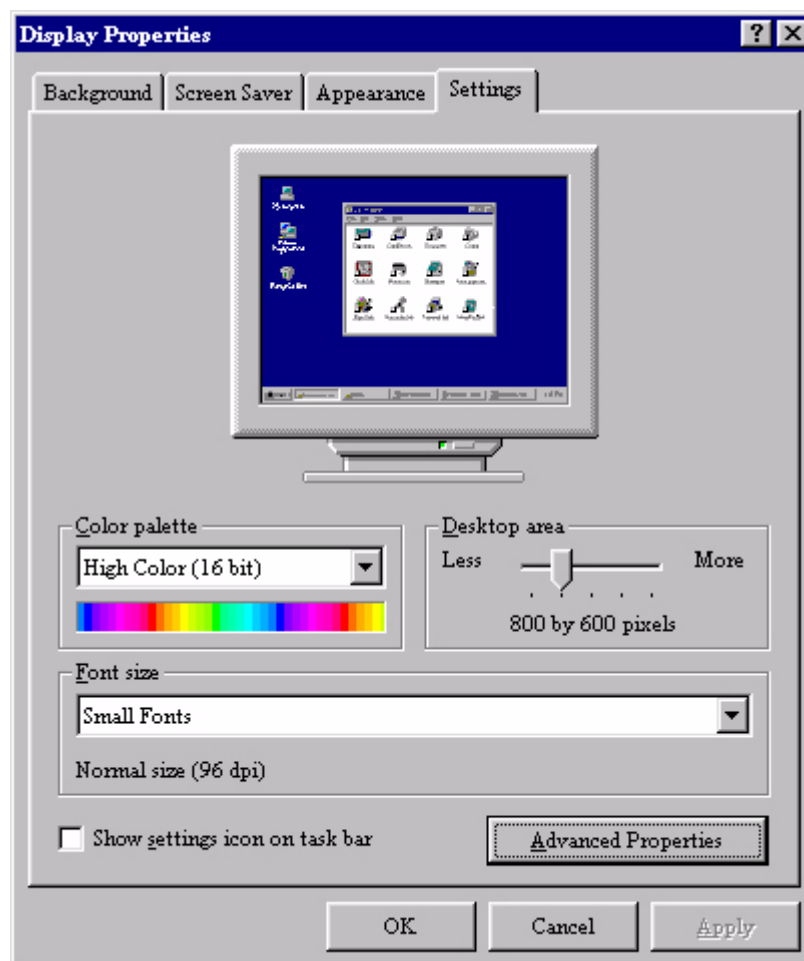 Display Properties
Background Screen Saver Appearance Settings
Color palette
High Color (16 bit)
Desktop area
Less More
800 by 600 pixels
Font size
Small Fonts
Normal size (96 dpi)
Show settings icon on task bar
Advanced Properties
OK Cancel Apply